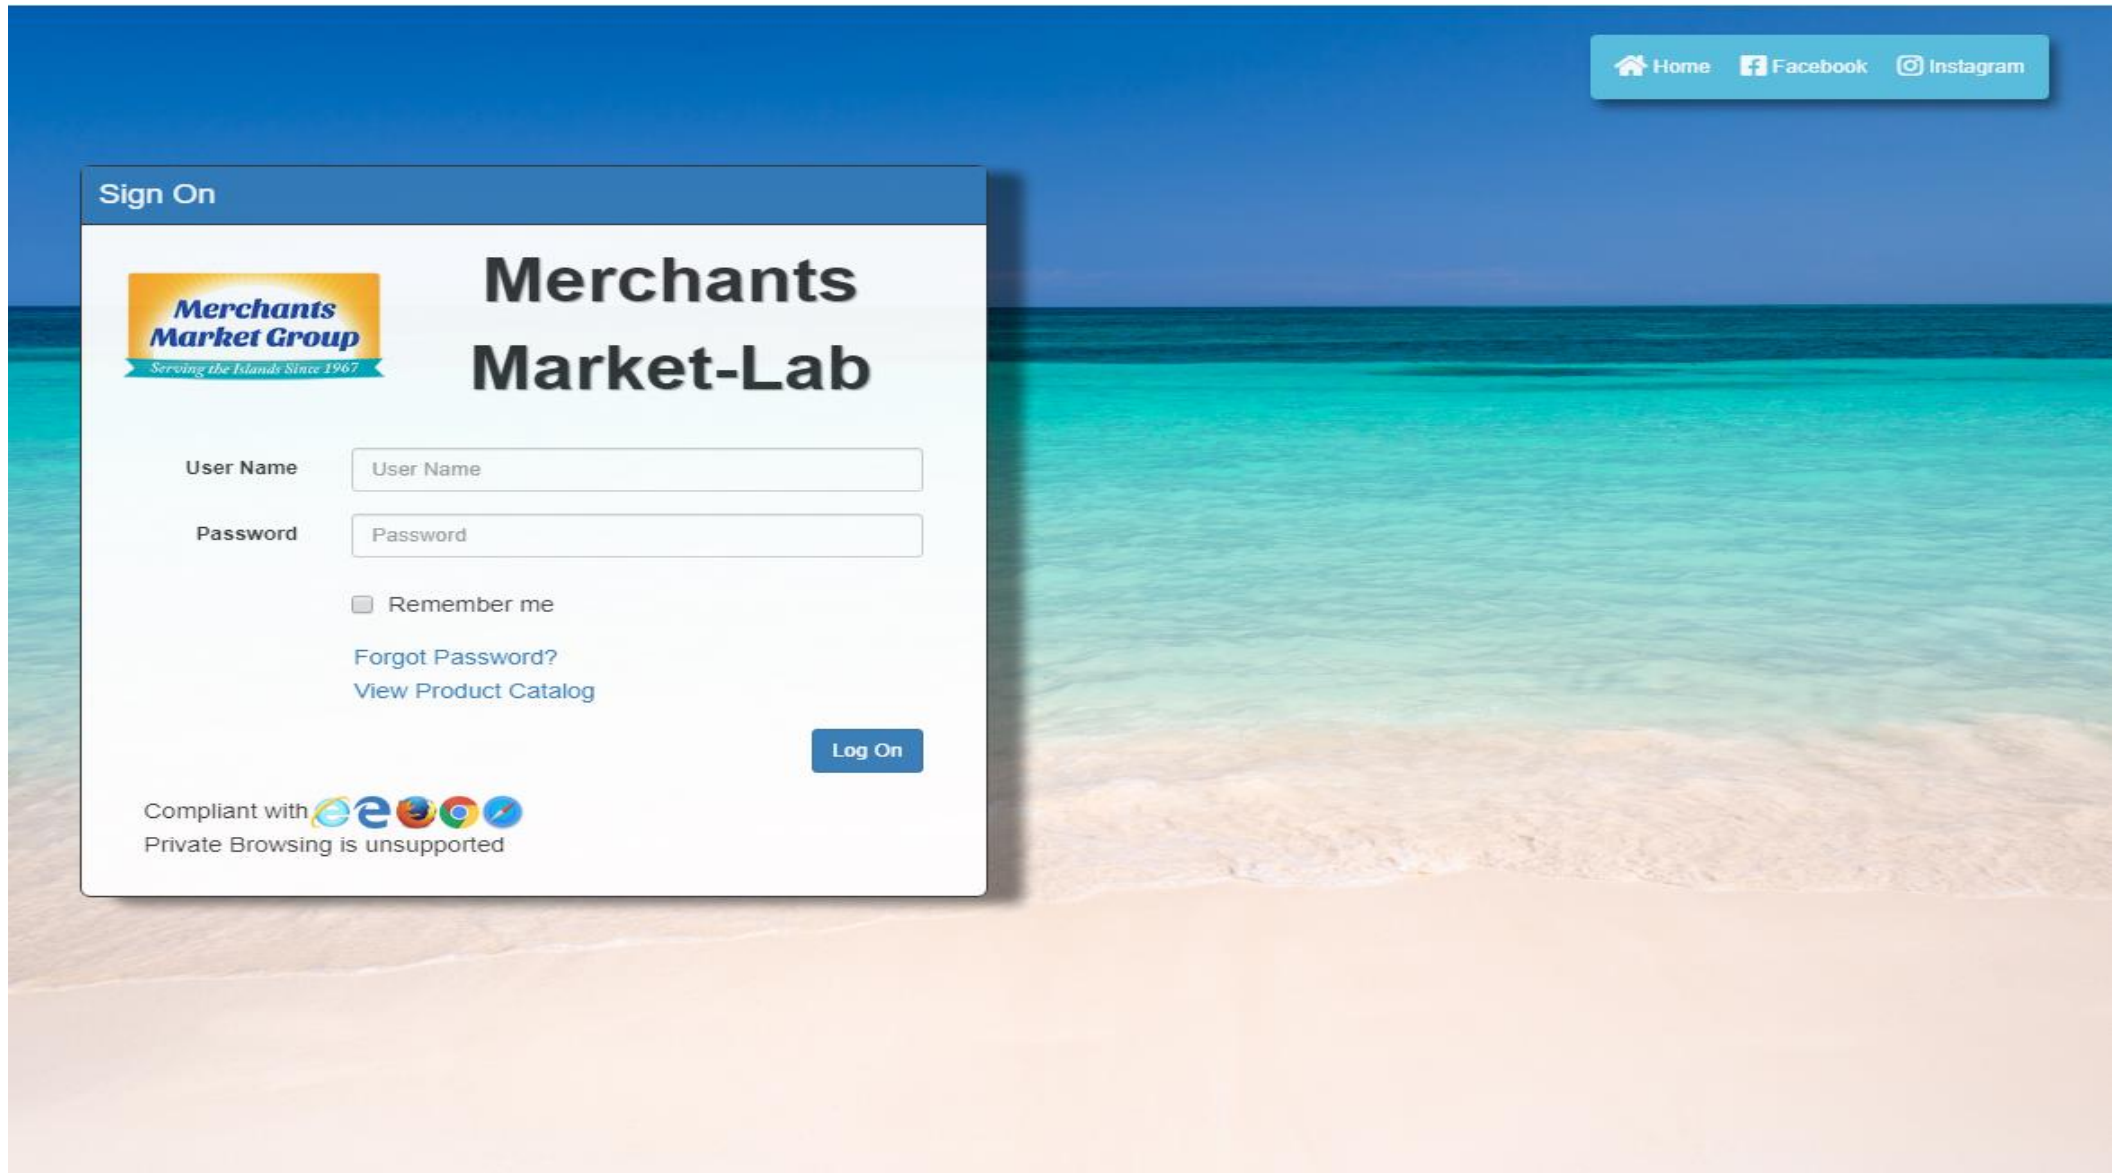 Home Facebook Instagram
Sign On
Merchants
Market Group
Serving the Islands Since 1967
Merchants
Market-Lab
User Name User Name
Password Password
Remember me
Forgot Password?
View Product Catalog
Log On
Compliant with
Private Browsing is unsupported